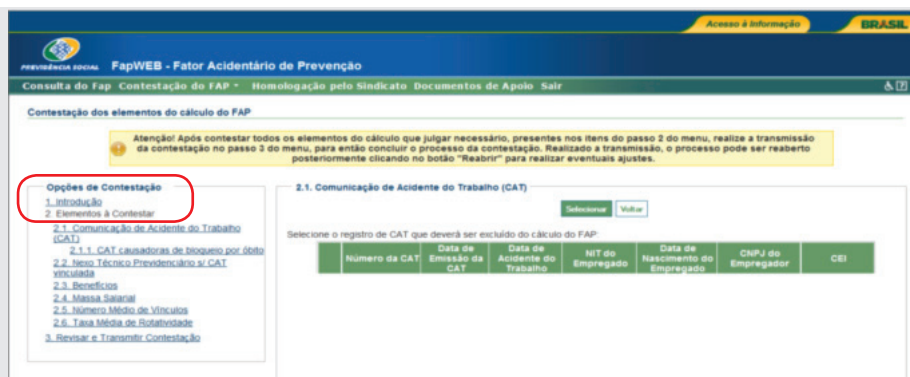 Acesso à Informação
BRASIL
PREVIDÊNCIA SOCIAL
FapWEB - Fator Acidentário de Prevenção
Consulta do Fap Contestação do FAP Homologação pelo Sindicato Documentos de Apoio Sair
Contestação dos elementos do cálculo do FAP
Atenção! Após contestar todos os elementos do cálculo que julgar necessário, presentes nos itens do passo 2 do menu, realize a transmissão
da contestação no passo 3 do menu, para então concluir o processo da contestação. Realizado a transmissão, o processo pode ser reaberto
posteriormente clicando no botão "Reabrir" para realizar eventuais ajustes.
Opções de Contestação
1. Introdução
2 Elementos à Contestar
2.1. Comunicação de Acidente do Trabalho
(CAT)
2.1.1. CAT causadoras de bloqueio por óbito
2.2. Nexo Técnico Previdenciário s/ CAT
vinculada
2.3. Benefícios
2.4. Massa Salarial
2.5. Número Médio de Vínculos
2.6. Taxa Média de Rotatividade
3. Revisar e Transmitir Contestação
2.1. Comunicação de Acidente do Trabalho (CAT)
Selecionar Voltar
Selecione o registro de CAT que deverá ser excluído do cálculo do FAP:
Número da CAT
Data de
Emissão da
CAT
Data de
Acidente do
Trabalho
NIT do
Empregado
Data de
Nascimento do
Empregado
CNPJ do
Empregador
CEI